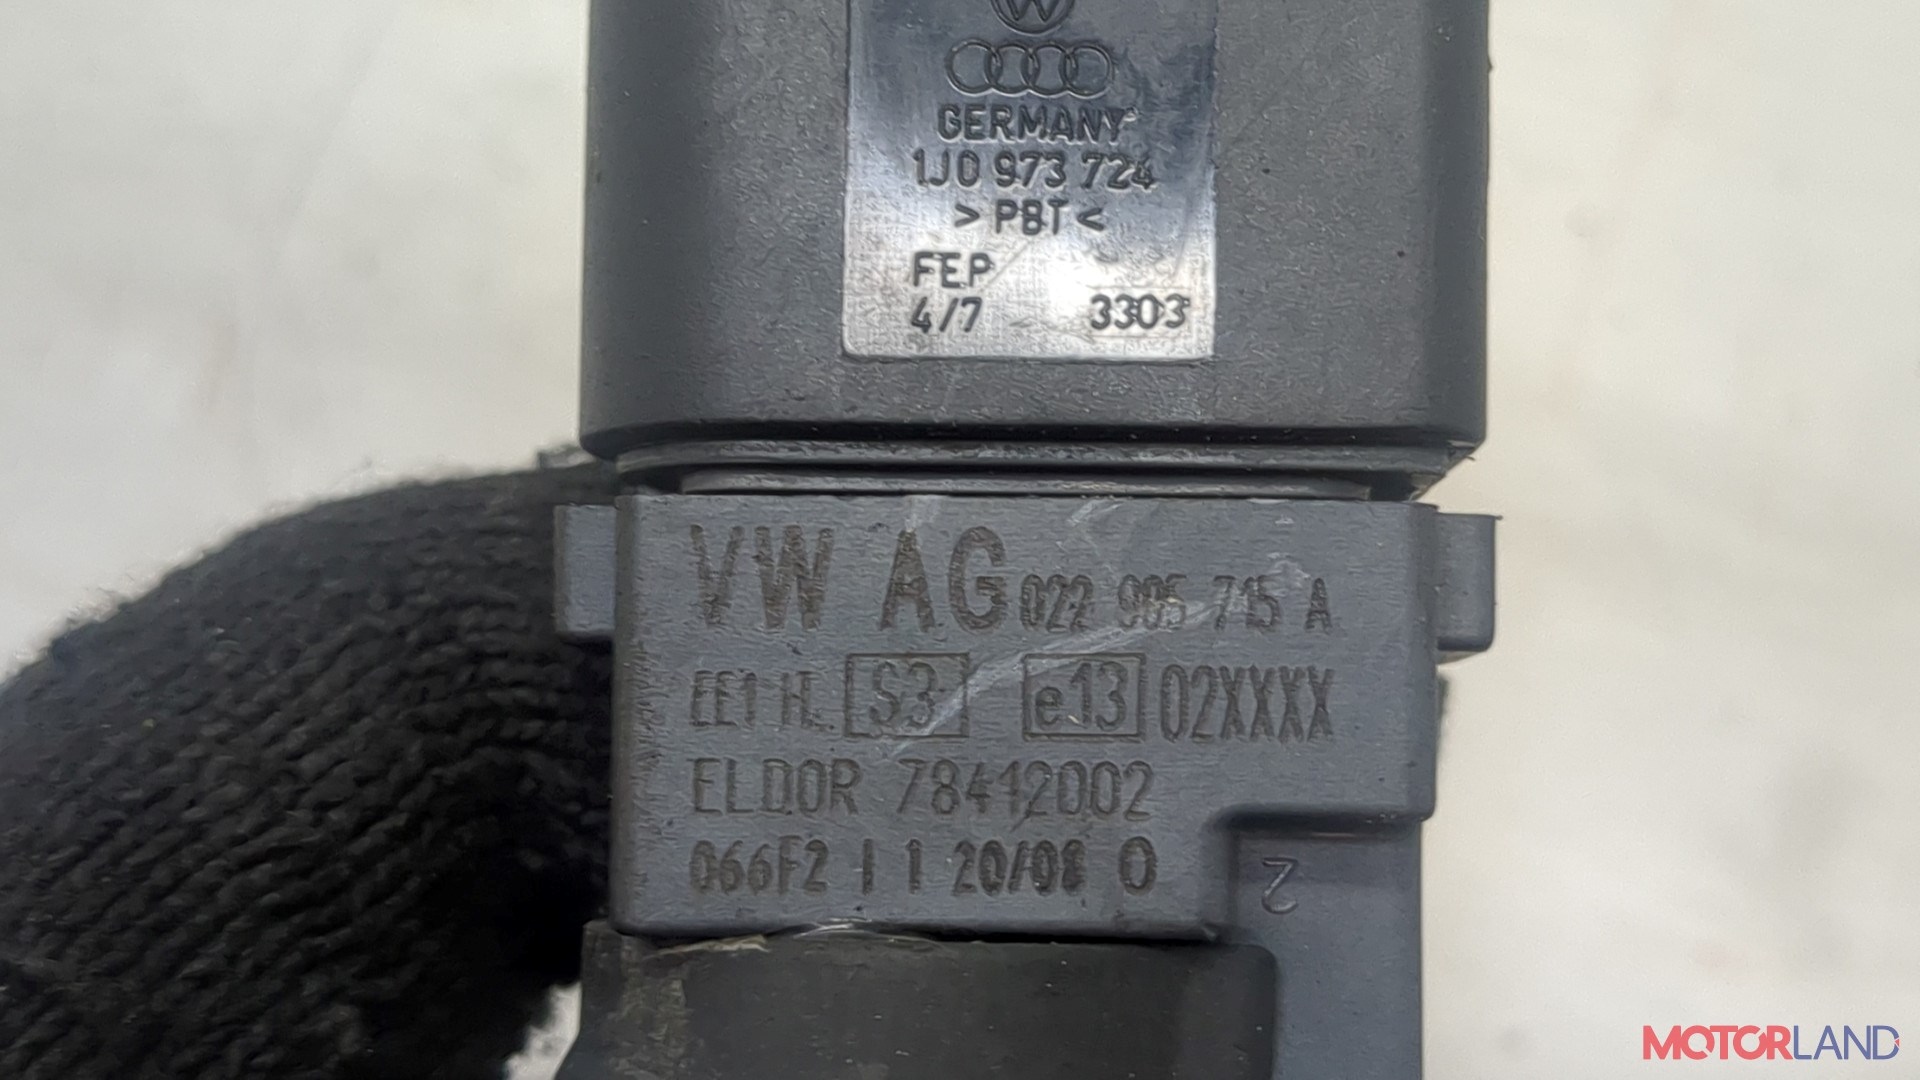 GERMANY
1J0 973 724
>PBT<
FEP
4/7 3303
VW AG 022 905 715 A
EE1 HL S3 e13 02XXXX
ELDOR 78412002
066F2 I 1 20/08 0
2
MOTORLAND